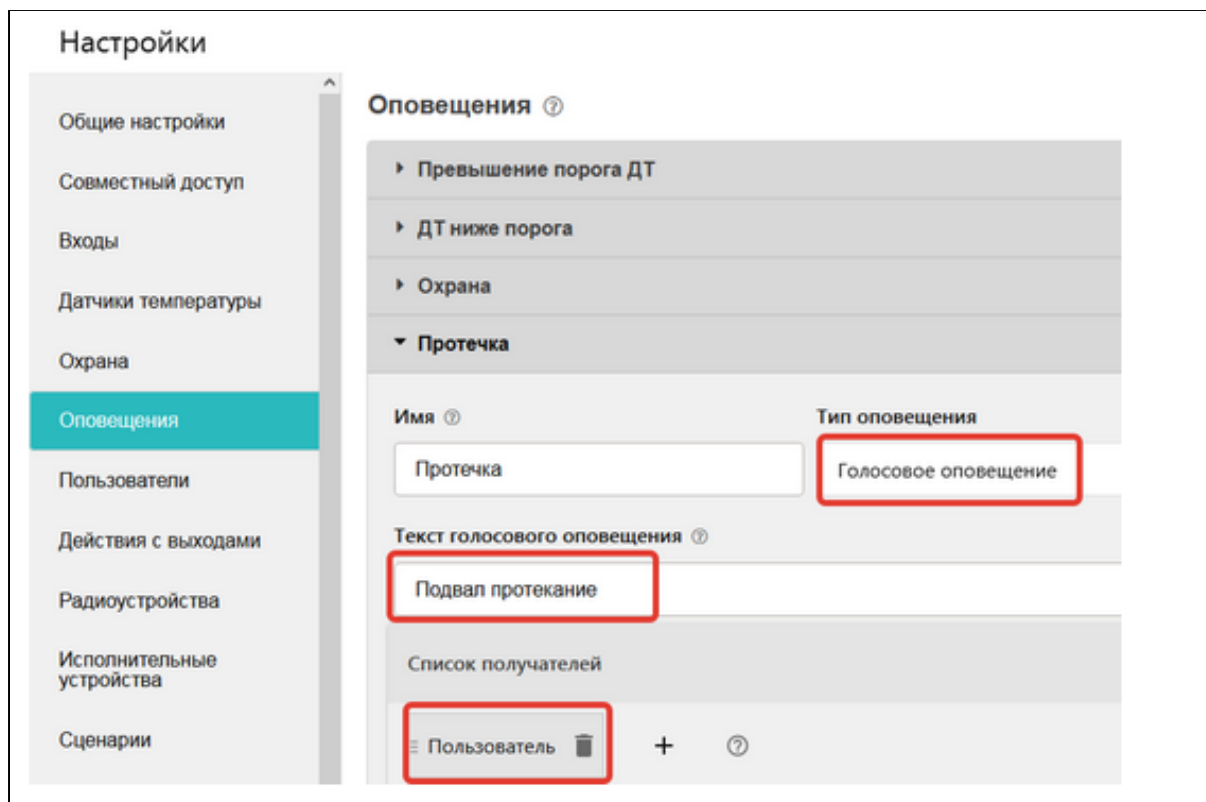 Настройки
Общие настройки
Совместный доступ
Входы
Датчики температуры
Охрана
Оповещения
Пользователи
Действия с выходами
Радиоустройства
Исполнительные
устройства
Сценарии
Оповещения
Превышение порога ДТ
ДТ ниже порога
Охрана
Протечка
Имя
Тип оповещения
Протечка
Голосовое оповещение
Текст голосового оповещения
Подвал протекание
Список получателей
Пользователь